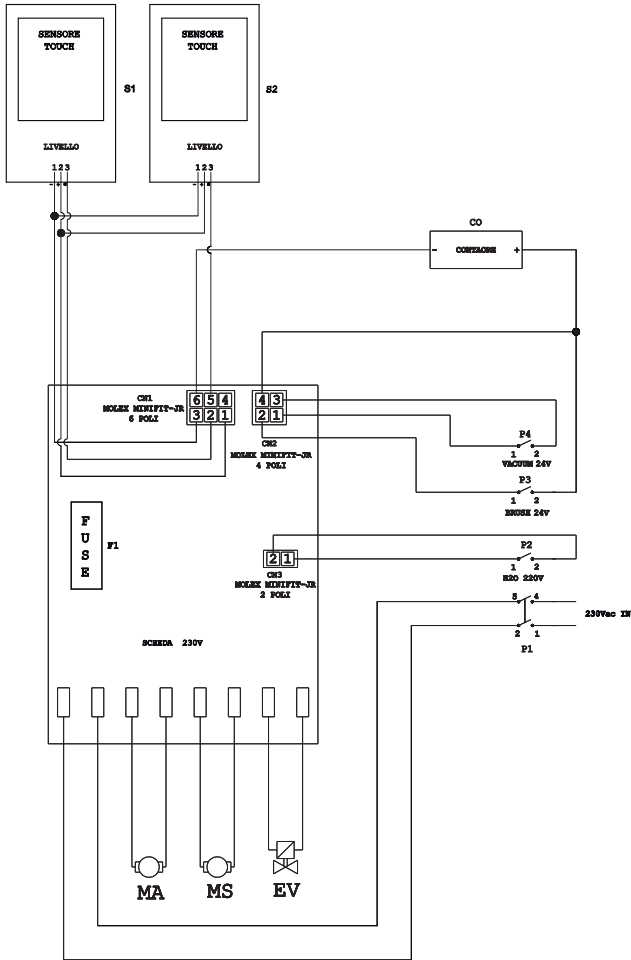 SENSORE
TOUCH
SENSORE
TOUCH
S1
S2
LIVELLO
LIVELLO
1 2 3
1 2 3
- + ■
- + ■
CO
- CONTAORE +
CN1
MOLEX MINIFIT-JR
6 POLI
6 5 4
3 2 1
4 3
2 1
CN2
MOLEX MINIFIT-JR
4 POLI
P4
1 2
VACUUM 24V
P3
1 2
BRUSH 24V
F
U
S
E
F1
2 1
CN3
MOLEX MINIFIT-JR
2 POLI
P2
1 2
H2O 220V
5 4
230Vac IN
2 1
P1
SCHEDA 230V
MA
MS
EV